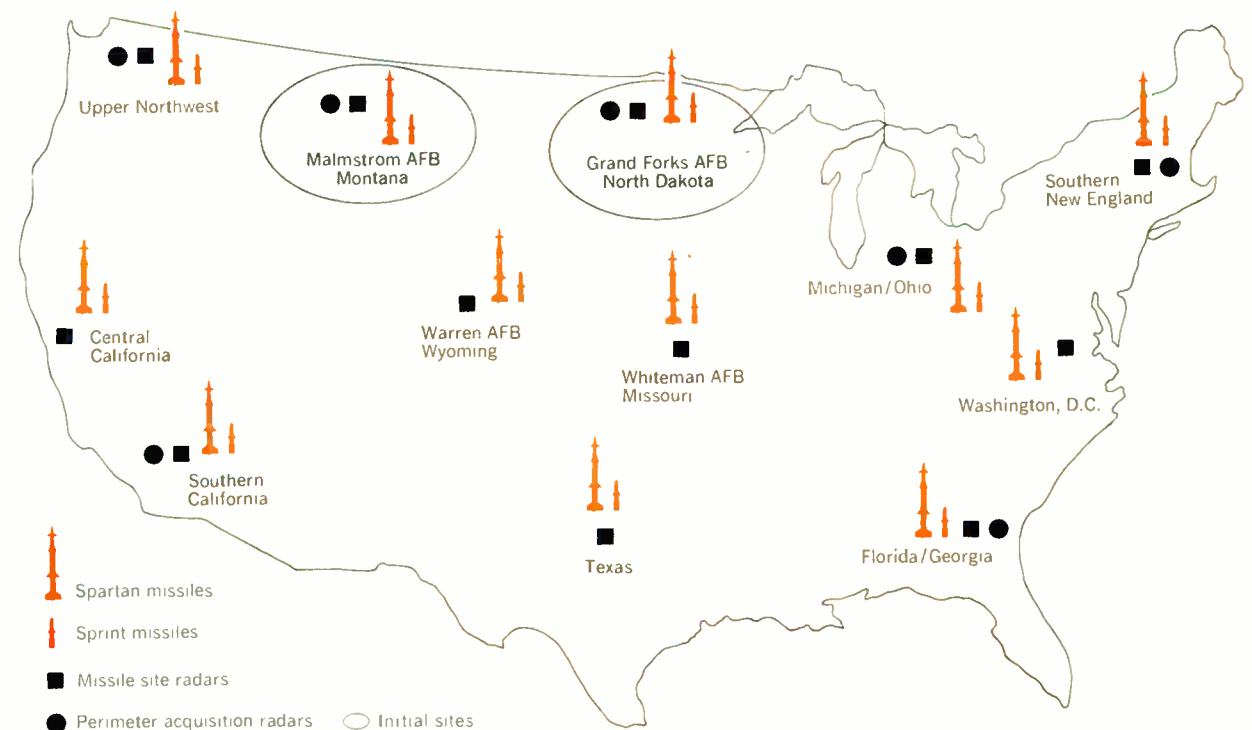 Upper Northwest
Malmstrom AFB
Montana
Grand Forks AFB
North Dakota
Southern
New England
Michigan/Ohio
Central
California
Warren AFB
Wyoming
Whiteman AFB
Missouri
Washington, D.C.
Southern
California
Texas
Florida/Georgia
Spartan missiles
Sprint missiles
Missile site radars
Perimeter acquisition radars
Initial sites